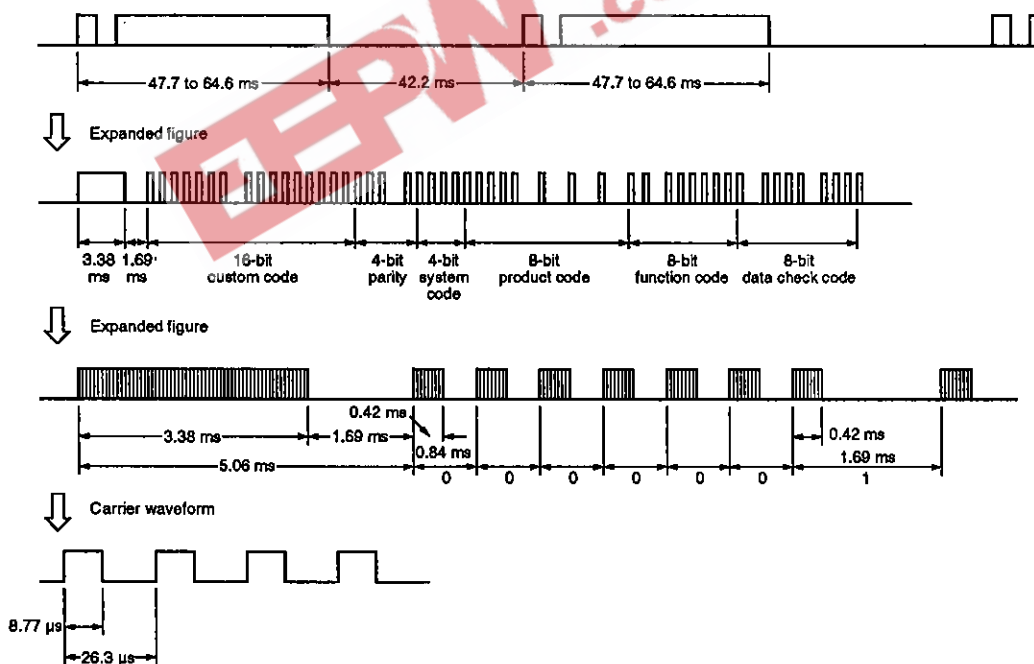 47.7 to 64.6 ms
42.2 ms
47.7 to 64.6 ms
EEPW.c
Expanded figure
3.38 ms
1.69 ms
16-bit custom code
4-bit parity
4-bit system code
8-bit product code
8-bit function code
8-bit data check code
Expanded figure
0.42 ms
3.38 ms
1.69 ms
0.84 ms
0.42 ms
5.06 ms
1.69 ms
0 0 0 0 0 0 1
Carrier waveform
8.77 µs
26.3 µs